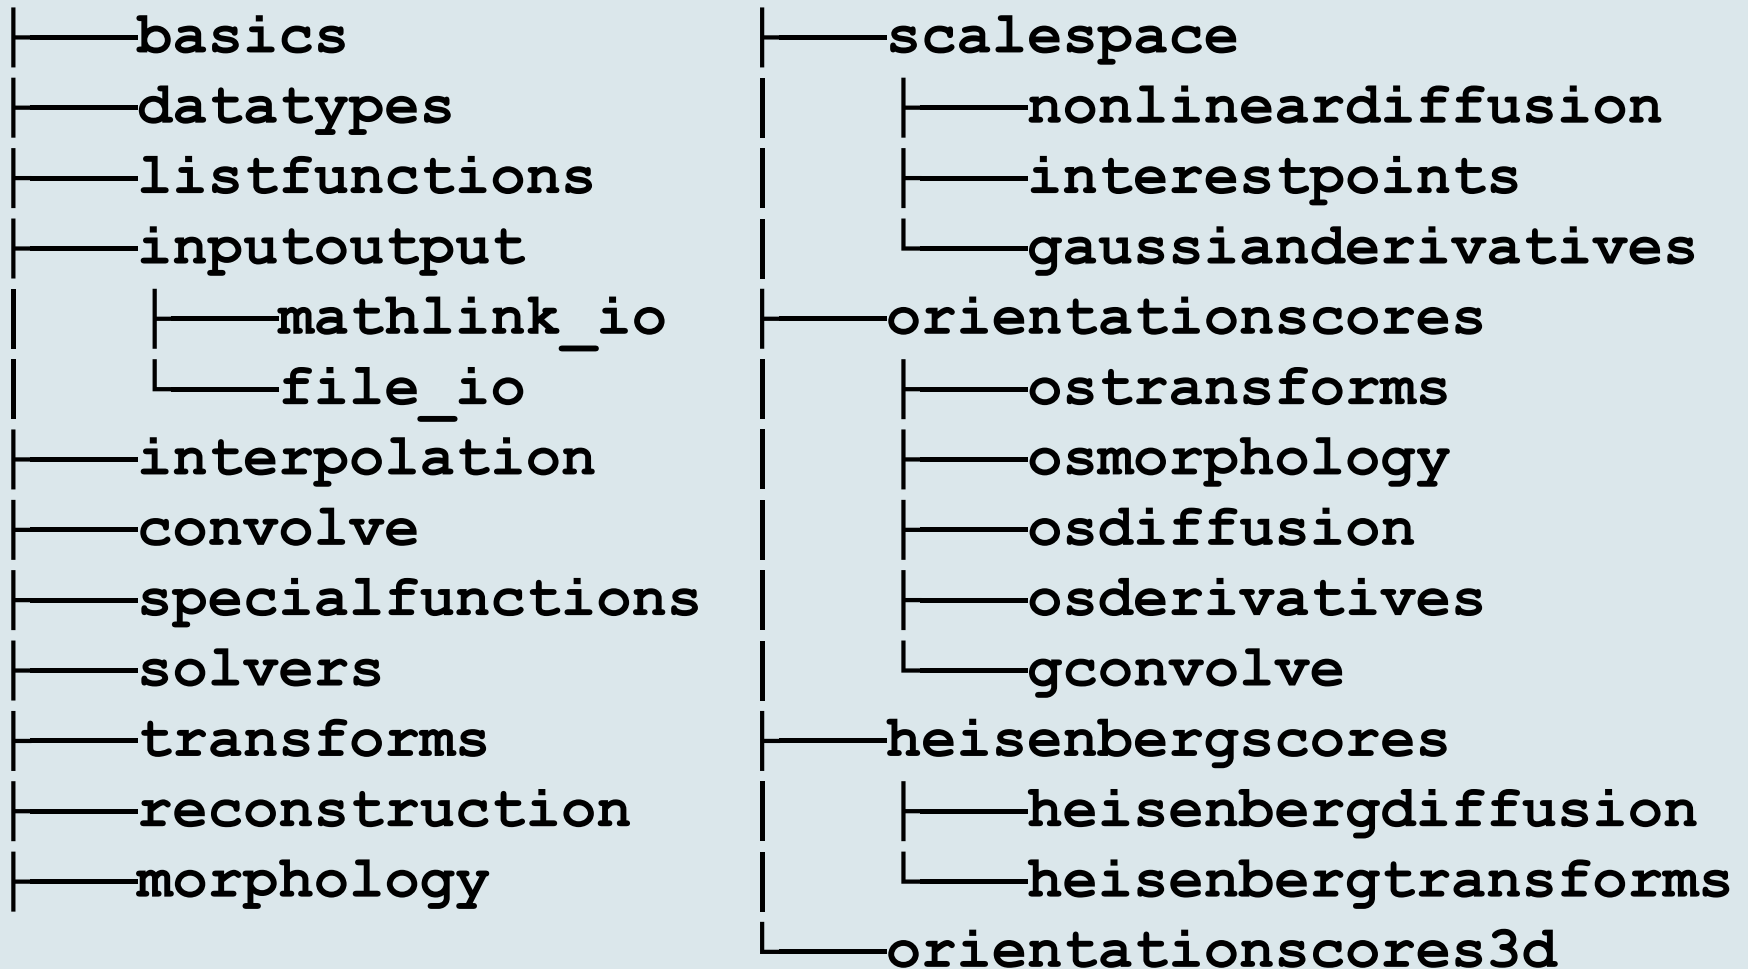 basics
datatypes
listfunctions
inputoutput
mathlink_io
file_io
interpolation
convolve
specialfunctions
solvers
transforms
reconstruction
morphology
scalespace
nonlineardiffusion
interestpoints
gaussianderivatives
orientationscores
ostransforms
osmorphology
osdiffusion
osderivatives
gconvolve
heisenbergscores
heisenbergdiffusion
heisenbergtransforms
orientationscores3d